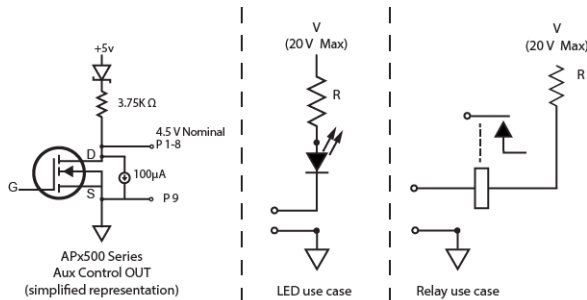 +5v
3.75K Ω
4.5 V Nominal
P 1-8
D
G
100µA
S
P 9
APx500 Series
Aux Control OUT
(simplified representation)
V
(20 V Max)
R
LED use case
V
(20 V Max)
R
Relay use case